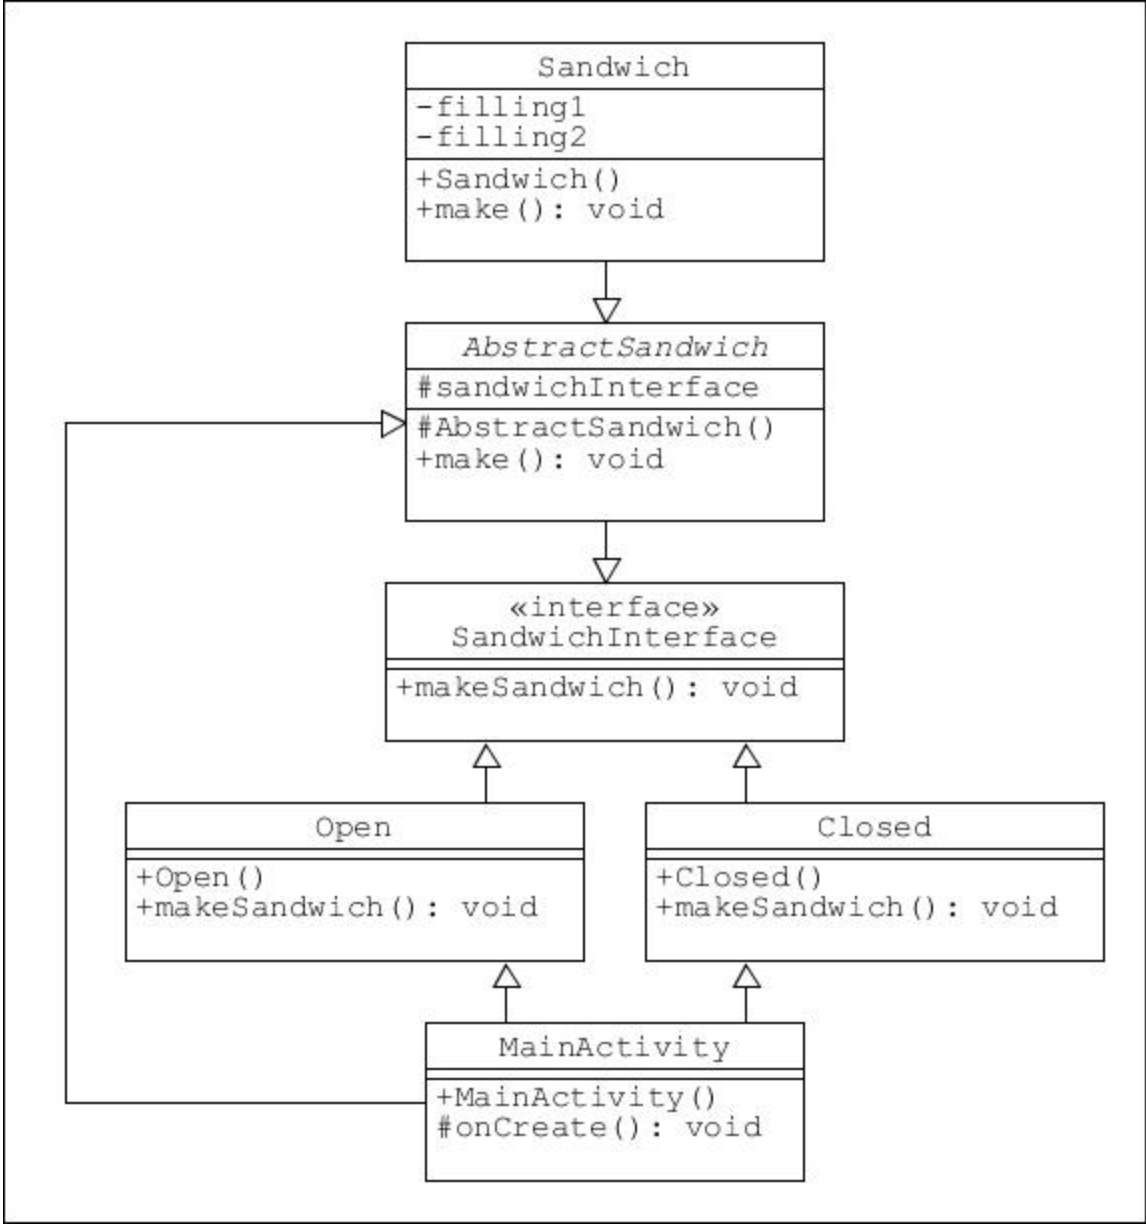 Sandwich
-filling1
-filling2
+Sandwich()
+make(): void
AbstractSandwich
#sandwichInterface
#AbstractSandwich()
+make(): void
«interface»
SandwichInterface
+makeSandwich(): void
Open
+Open()
+makeSandwich(): void
Closed
+Closed()
+makeSandwich(): void
MainActivity
+MainActivity()
#onCreate(): void